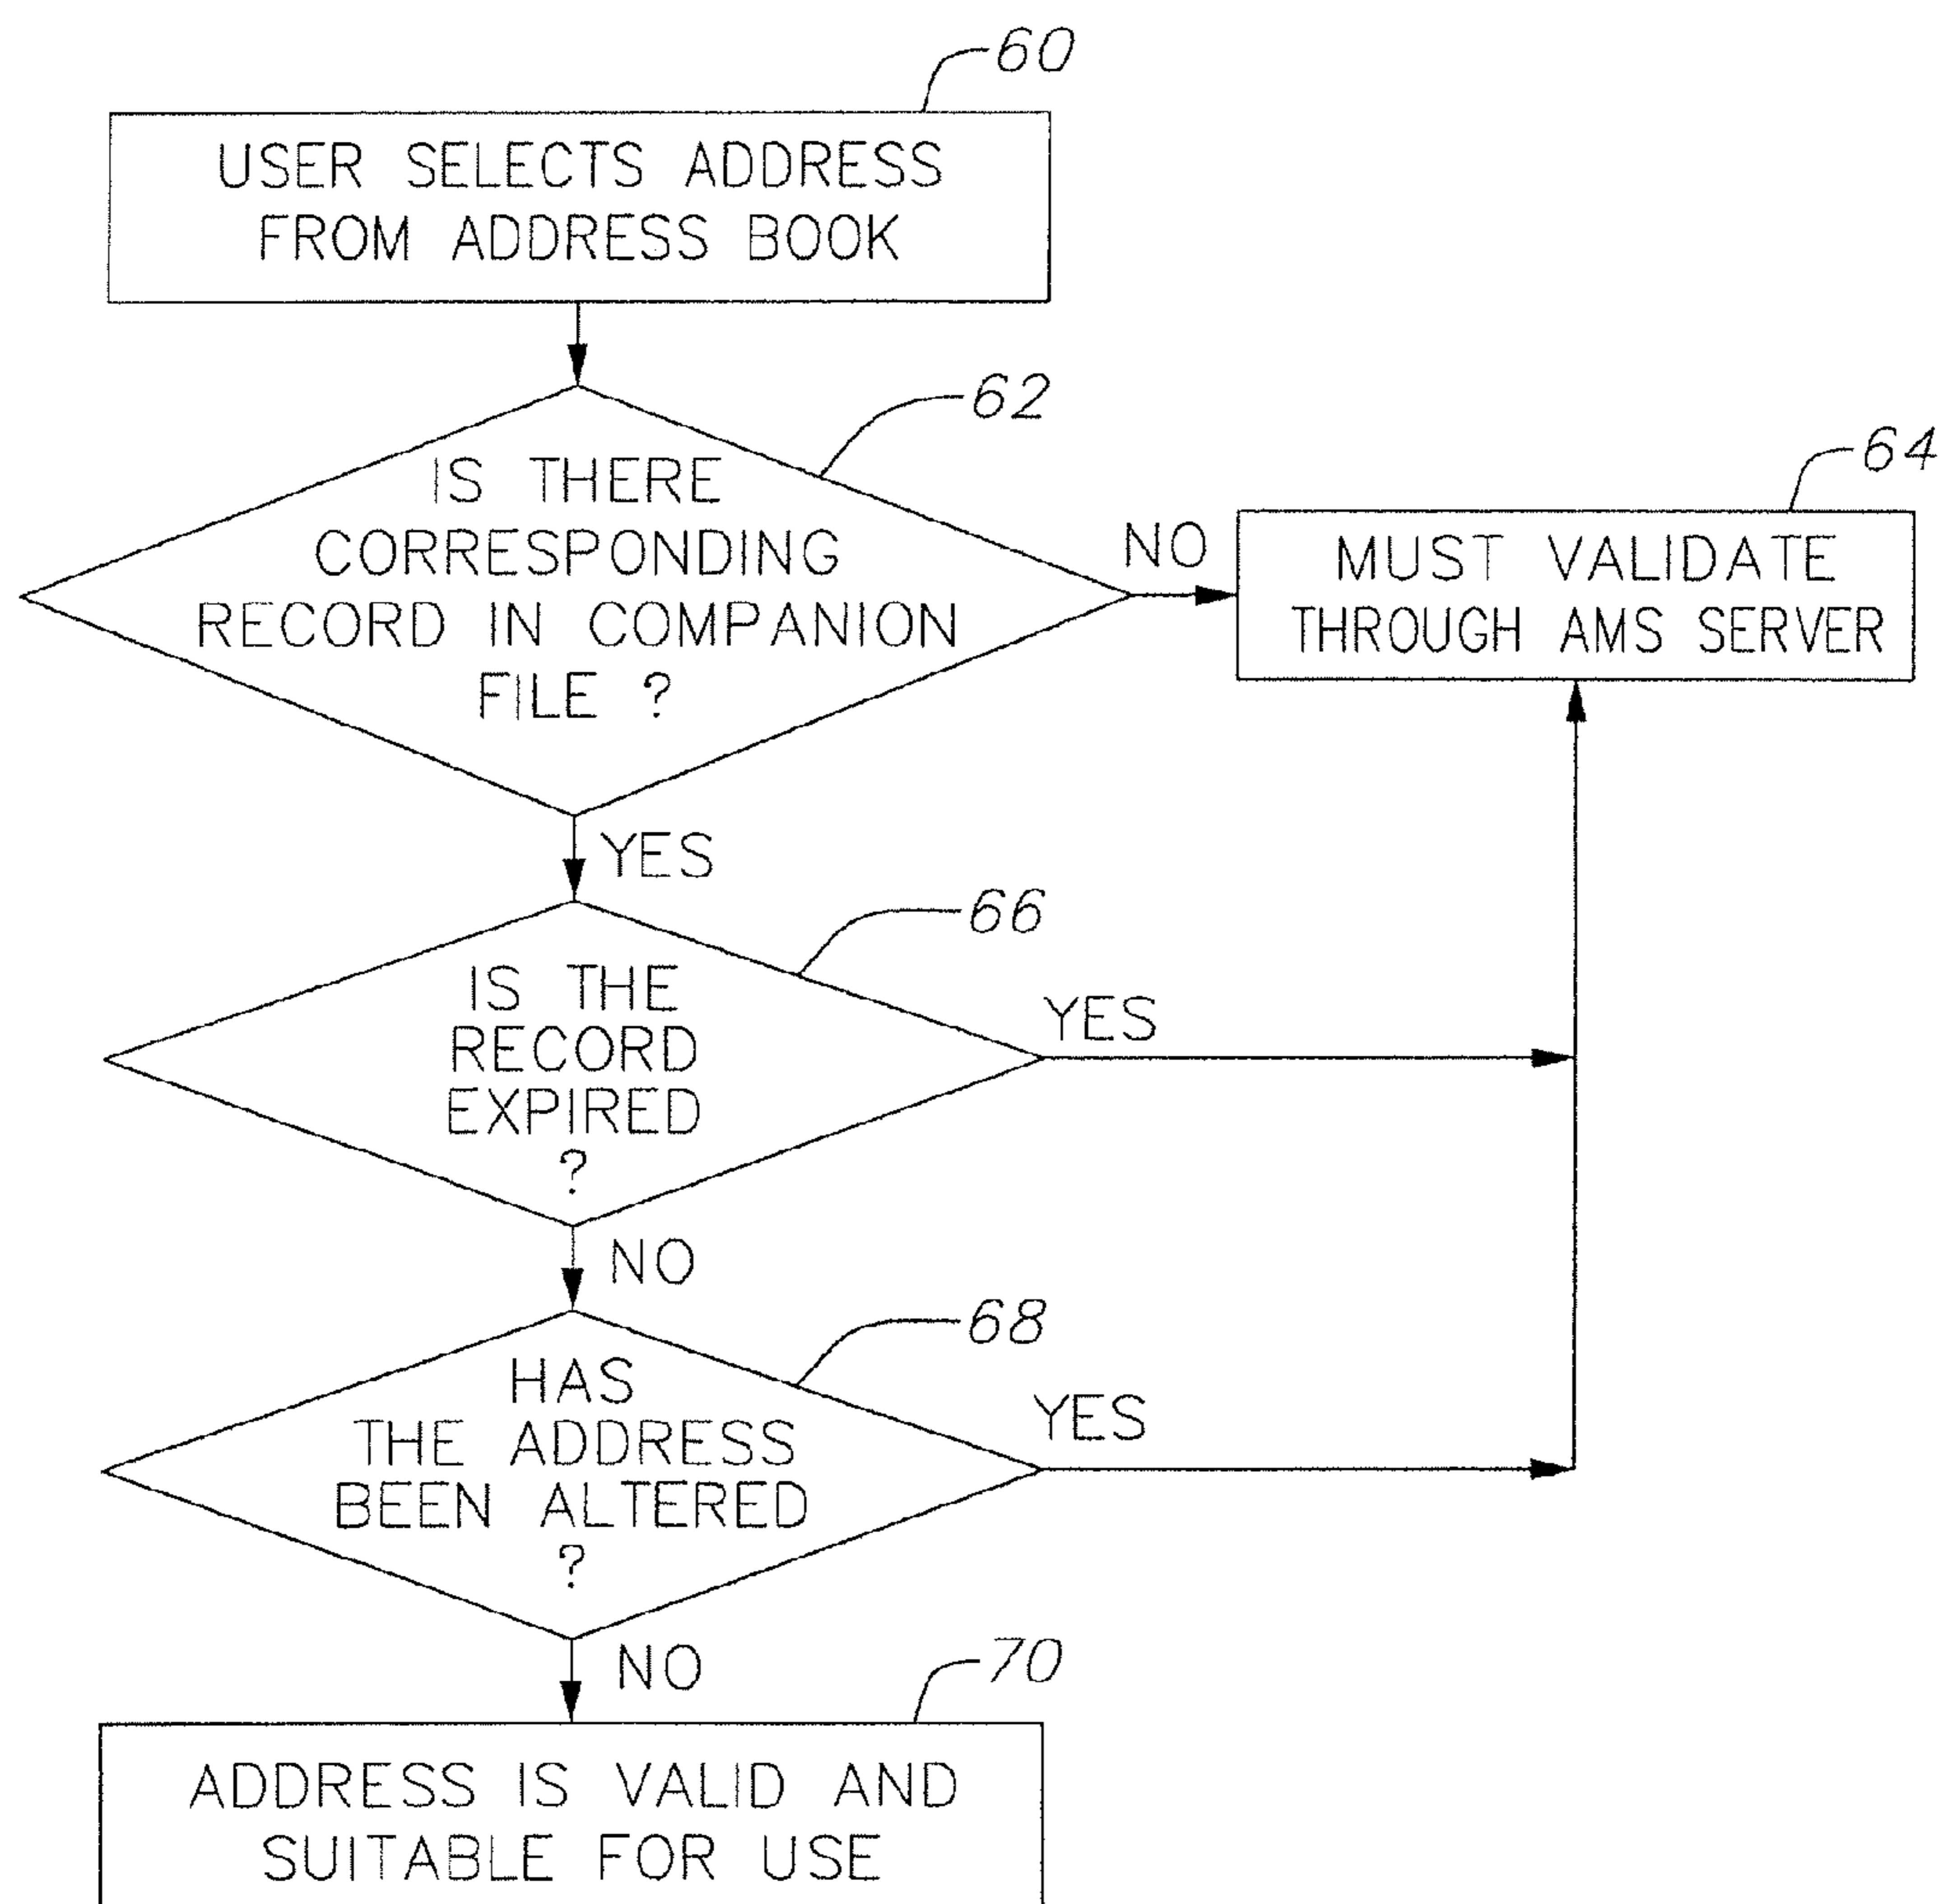 60
USER SELECTS ADDRESS
FROM ADDRESS BOOK
62
IS THERE
CORRESPONDING
RECORD IN COMPANION
FILE ?
NO
64
MUST VALIDATE
THROUGH AMS SERVER
YES
66
IS THE
RECORD
EXPIRED
?
YES
NO
68
HAS
THE ADDRESS
BEEN ALTERED
?
YES
NO
70
ADDRESS IS VALID AND
SUITABLE FOR USE